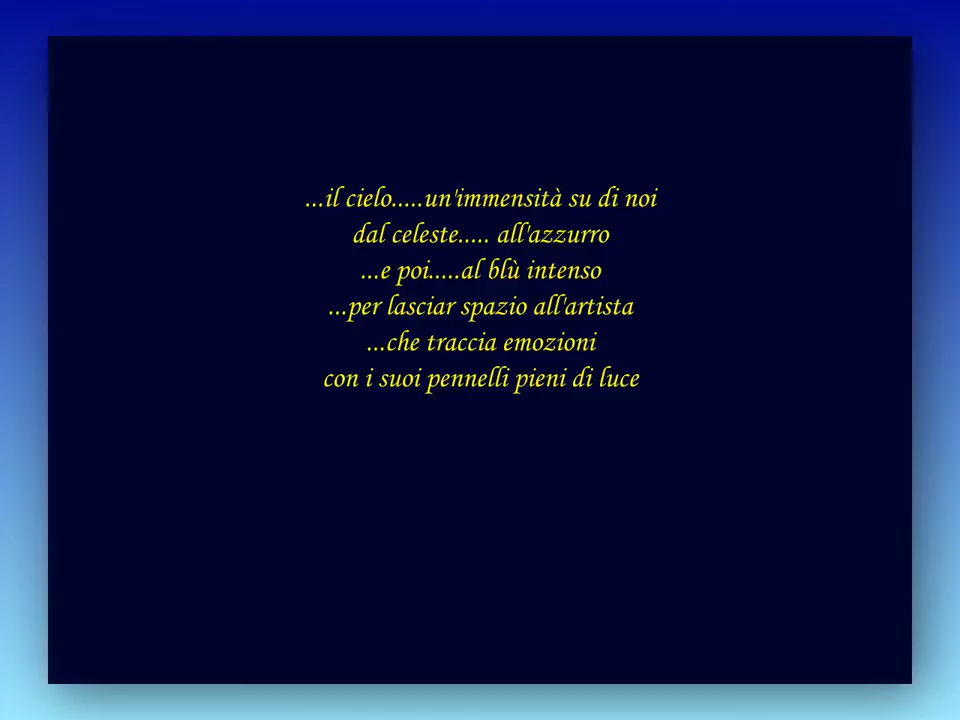 ...il cielo.....un'immensità su di noi
dal celeste..... all'azzurro
...e poi.....al blù intenso
...per lasciar spazio all'artista
...che traccia emozioni
con i suoi pennelli pieni di luce